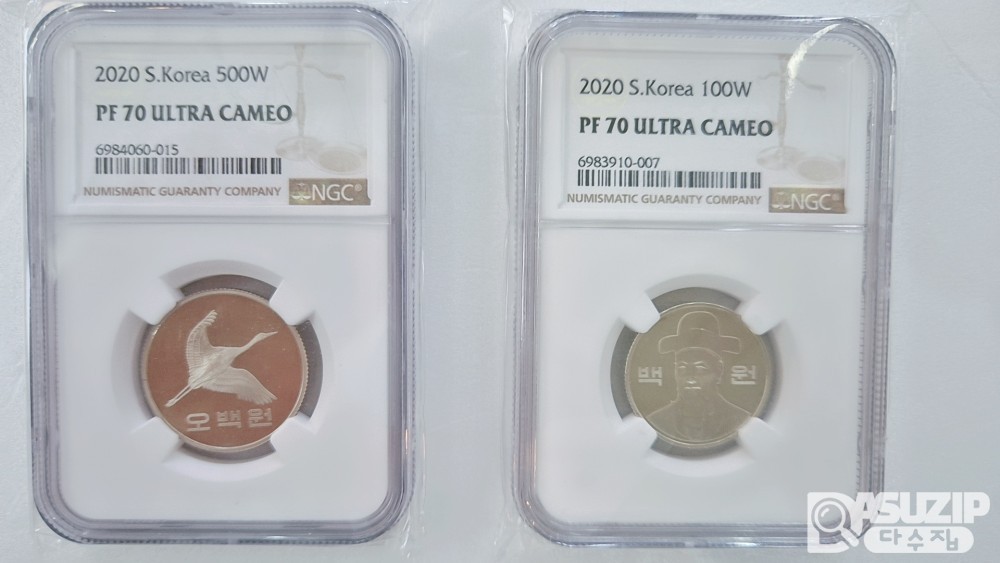 2020 S.Korea 500W
PF 70 ULTRA CAMEO
6984060-015
NUMISMATIC GUARANTY COMPANY
NGC®
오백원
2020 S.Korea 100W
PF 70 ULTRA CAMEO
6983910-007
NUMISMATIC GUARANTY COMPANY
NGC®
백 원
DASUZIP
다수집